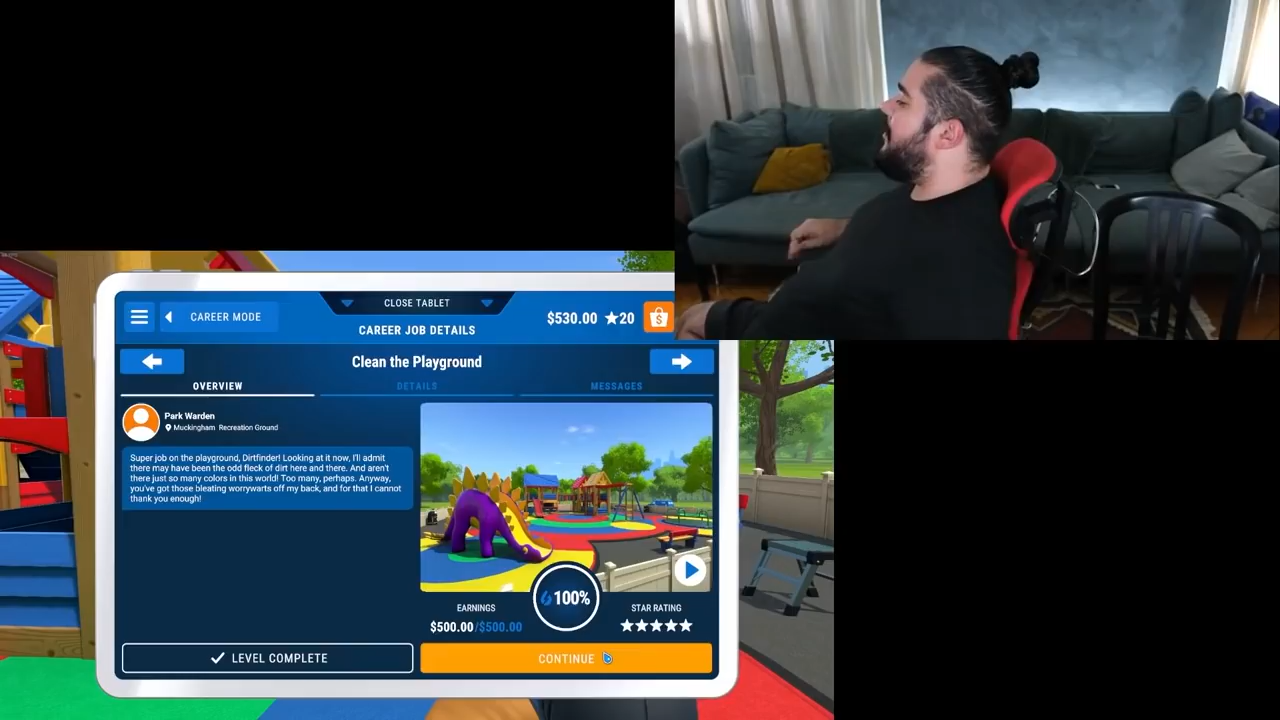 CLOSE TABLET
CAREER MODE
CAREER JOB DETAILS
$530.00 ★20
Clean the Playground
OVERVIEW
DETAILS
MESSAGES
Park Warden
Muckingham Recreation Ground
Super job on the playground, Dirtfinder! Looking at it now, I'll admit
there may have been the odd fleck of dirt here and there. And aren't
there just so many colors in this world! Too many, perhaps. Anyway,
you've got those bleating worrywarts off my back, and for that I cannot
thank you enough!
100%
EARNINGS
$500.00/$500.00
STAR RATING
★★★★★
LEVEL COMPLETE
CONTINUE